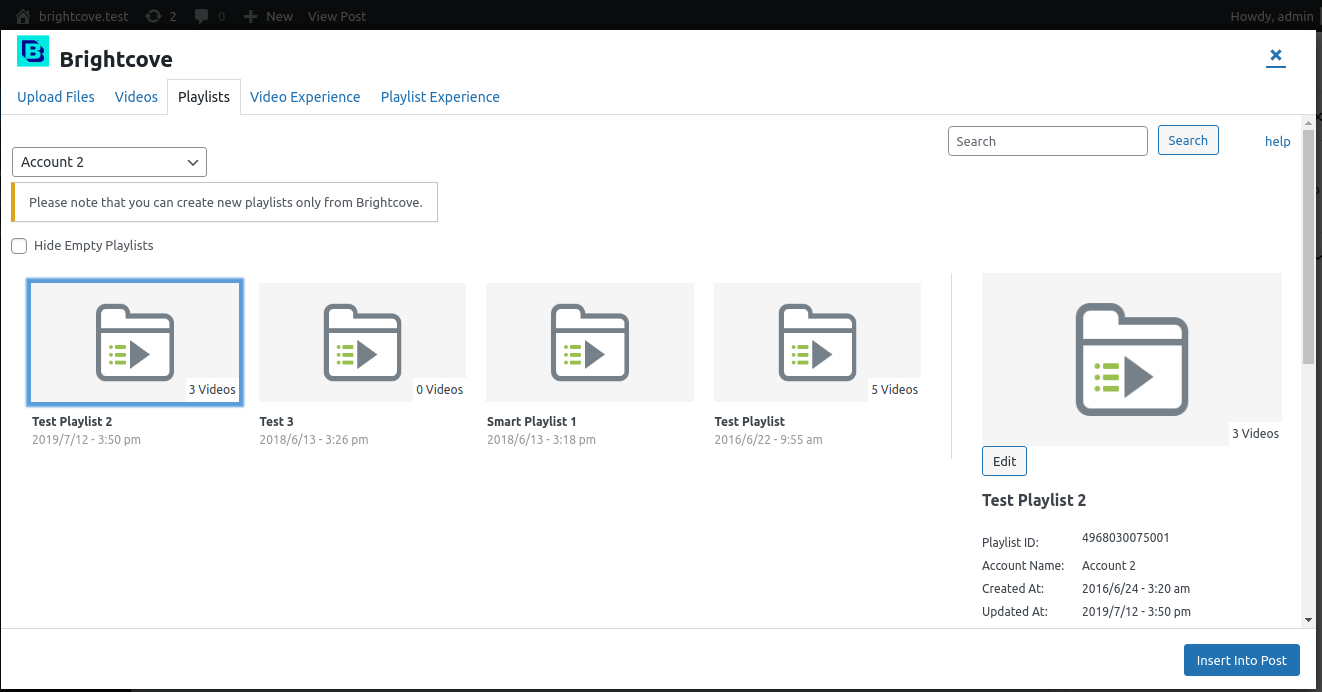 brightcove.test 2 0 New View Post Howdy, admin
Brightcove
Upload Files Videos Playlists Video Experience Playlist Experience
Search Search help
Account 2
Please note that you can create new playlists only from Brightcove.
Hide Empty Playlists
3 Videos 0 Videos 5 Videos
Test Playlist 2 Test 3 Smart Playlist 1 Test Playlist
2019/7/12 - 3:50 pm 2018/6/13 - 3:26 pm 2018/6/13 - 3:18 pm 2016/6/22 - 9:55 am
3 Videos
Edit
Test Playlist 2
Playlist ID: 4968030075001
Account Name: Account 2
Created At: 2016/6/24 - 3:20 am
Updated At: 2019/7/12 - 3:50 pm
Insert Into Post